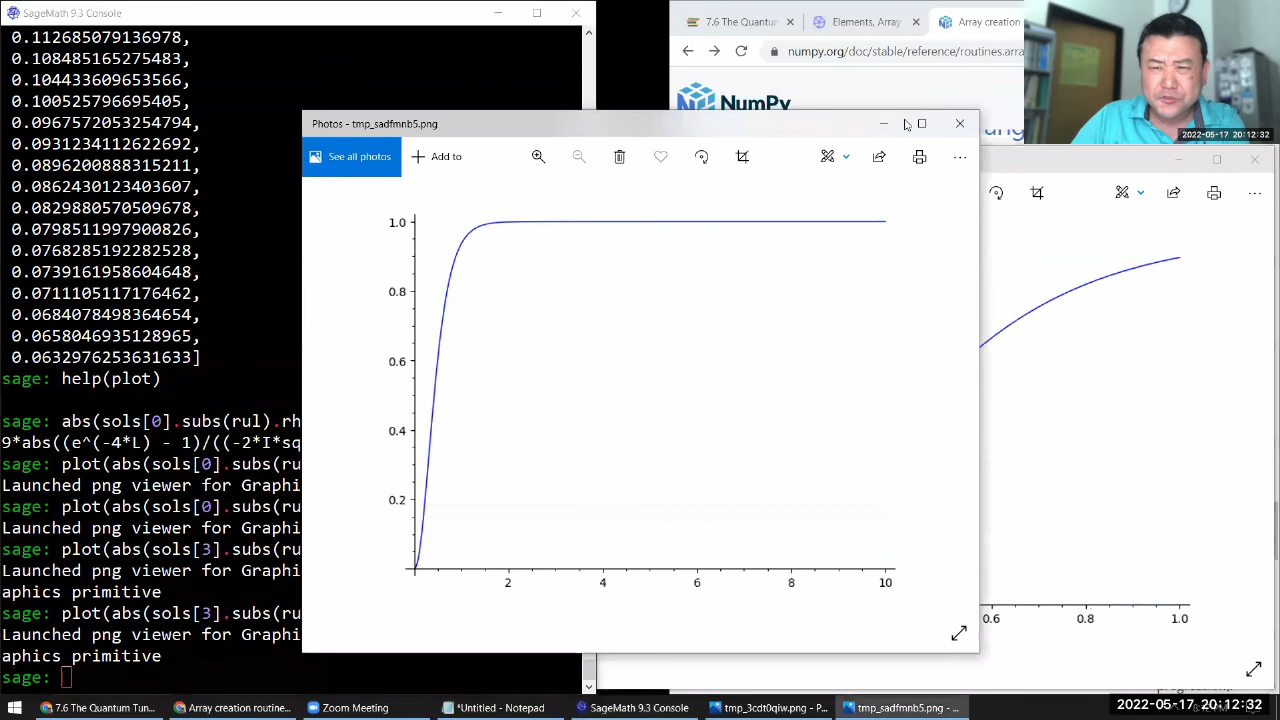 SageMath 9.3 Console
0.112685079136978,
0.108485165275483,
0.104433609653566,
0.100525796695405,
0.0967572053254794,
0.0931234112622692,
0.0896200888315211,
0.0862430123403607,
0.0829880570509678,
0.0798511997900826,
0.0768285192282528,
0.0739161958604648,
0.0711105117176462,
0.0684078498364654,
0.0658046935128965,
0.0632976253631633]
sage: help(plot)
sage: abs(sols[0].subs(rul).rh
9*abs((e^(-4*L) - 1)/((-2*I*sq
sage: plot(abs(sols[0].subs(ru
Launched png viewer for Graphi
sage: plot(abs(sols[0].subs(ru
Launched png viewer for Graphi
sage: plot(abs(sols[3].subs(ru
Launched png viewer for Graphi
aphics primitive
sage: plot(abs(sols[3].subs(ru
Launched png viewer for Graphi
aphics primitive
sage:
7.6 The Quantum
Elements, Array
Array creation
numpy.org/doc/stable/reference/routines.arra
NumPy
2022-05-17 20:12:32
Photos - tmp_sadfmnb5.png
See all photos
Add to
1.0
0.8
0.6
0.4
0.2
2
4
6
8
10
0.6
0.8
1.0
7.6 The Quantum Tun...
Array creation routine...
Zoom Meeting
*Untitled - Notepad
SageMath 9.3 Console
tmp_3cdt0qiw.png - P...
tmp_sadfmnb5.png - ...
2022-05-17 20:12:32